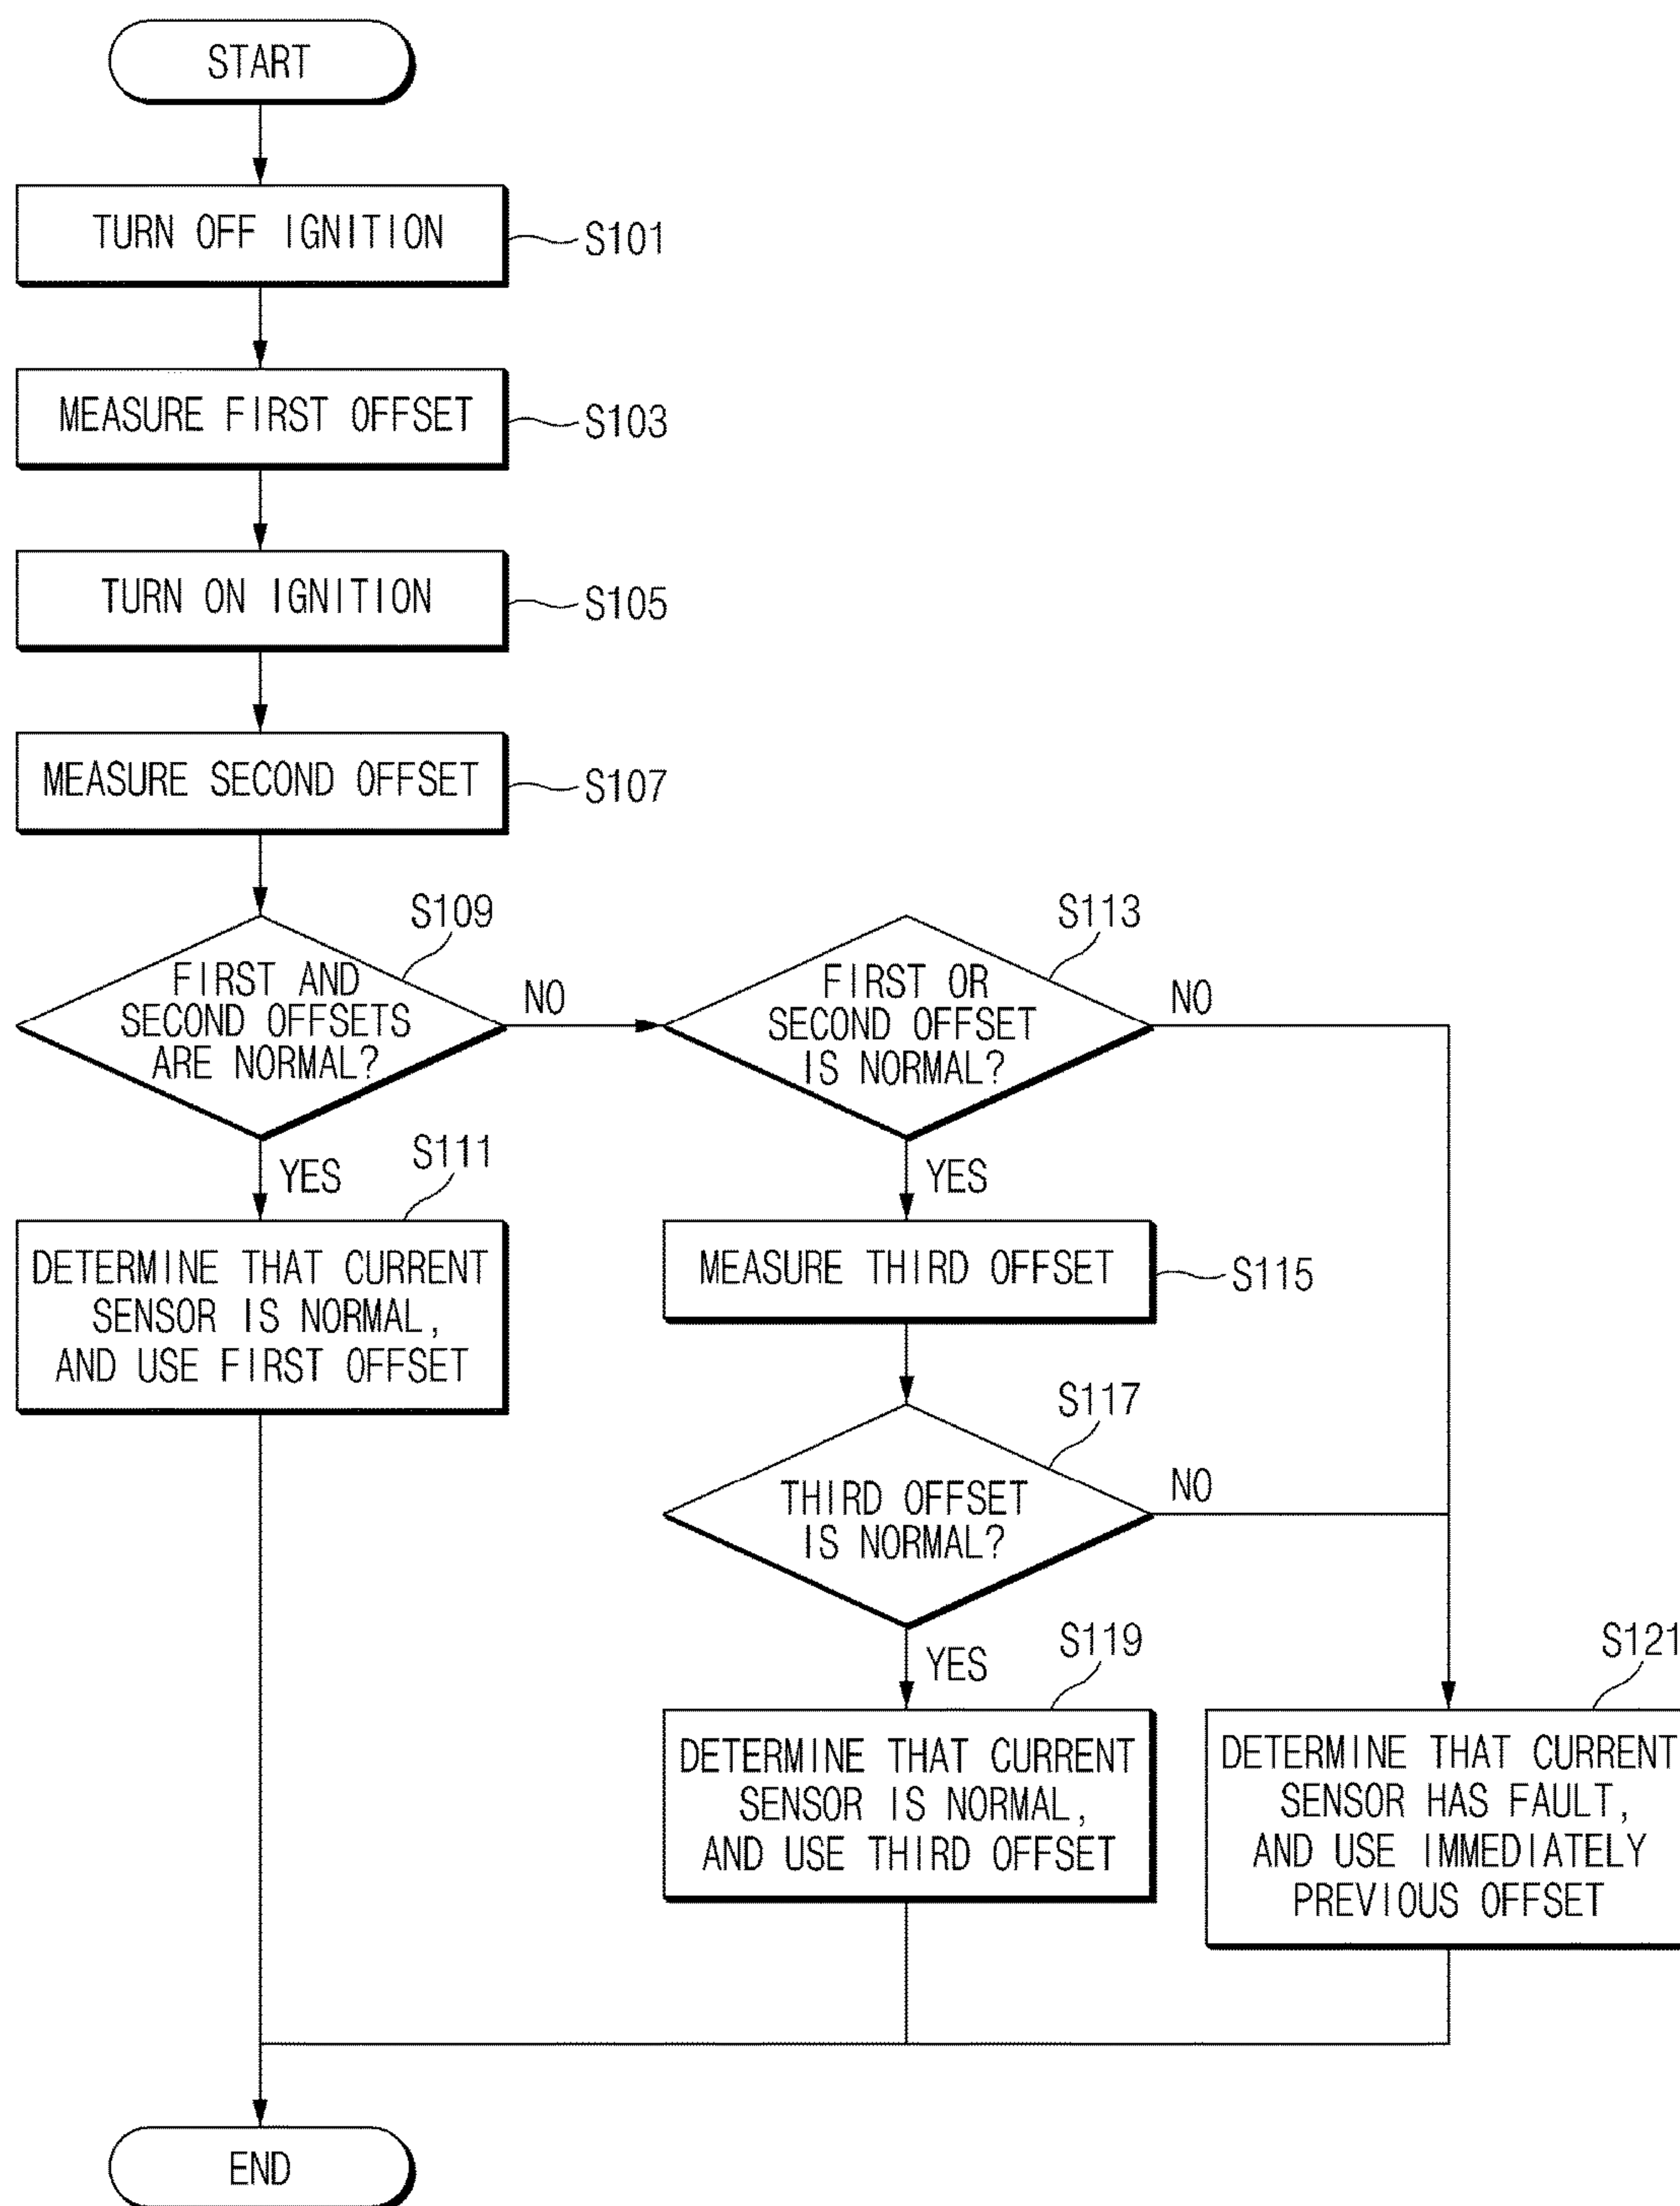 START
TURN OFF IGNITION
S101
MEASURE FIRST OFFSET
S103
TURN ON IGNITION
S105
MEASURE SECOND OFFSET
S107
S109
FIRST AND
SECOND OFFSETS
ARE NORMAL?
NO
YES
S113
FIRST OR
SECOND OFFSET
IS NORMAL?
NO
YES
S111
DETERMINE THAT CURRENT
SENSOR IS NORMAL,
AND USE FIRST OFFSET
MEASURE THIRD OFFSET
S115
S117
THIRD OFFSET
IS NORMAL?
NO
YES
S119
DETERMINE THAT CURRENT
SENSOR IS NORMAL,
AND USE THIRD OFFSET
S121
DETERMINE THAT CURRENT
SENSOR HAS FAULT,
AND USE IMMEDIATELY
PREVIOUS OFFSET
END